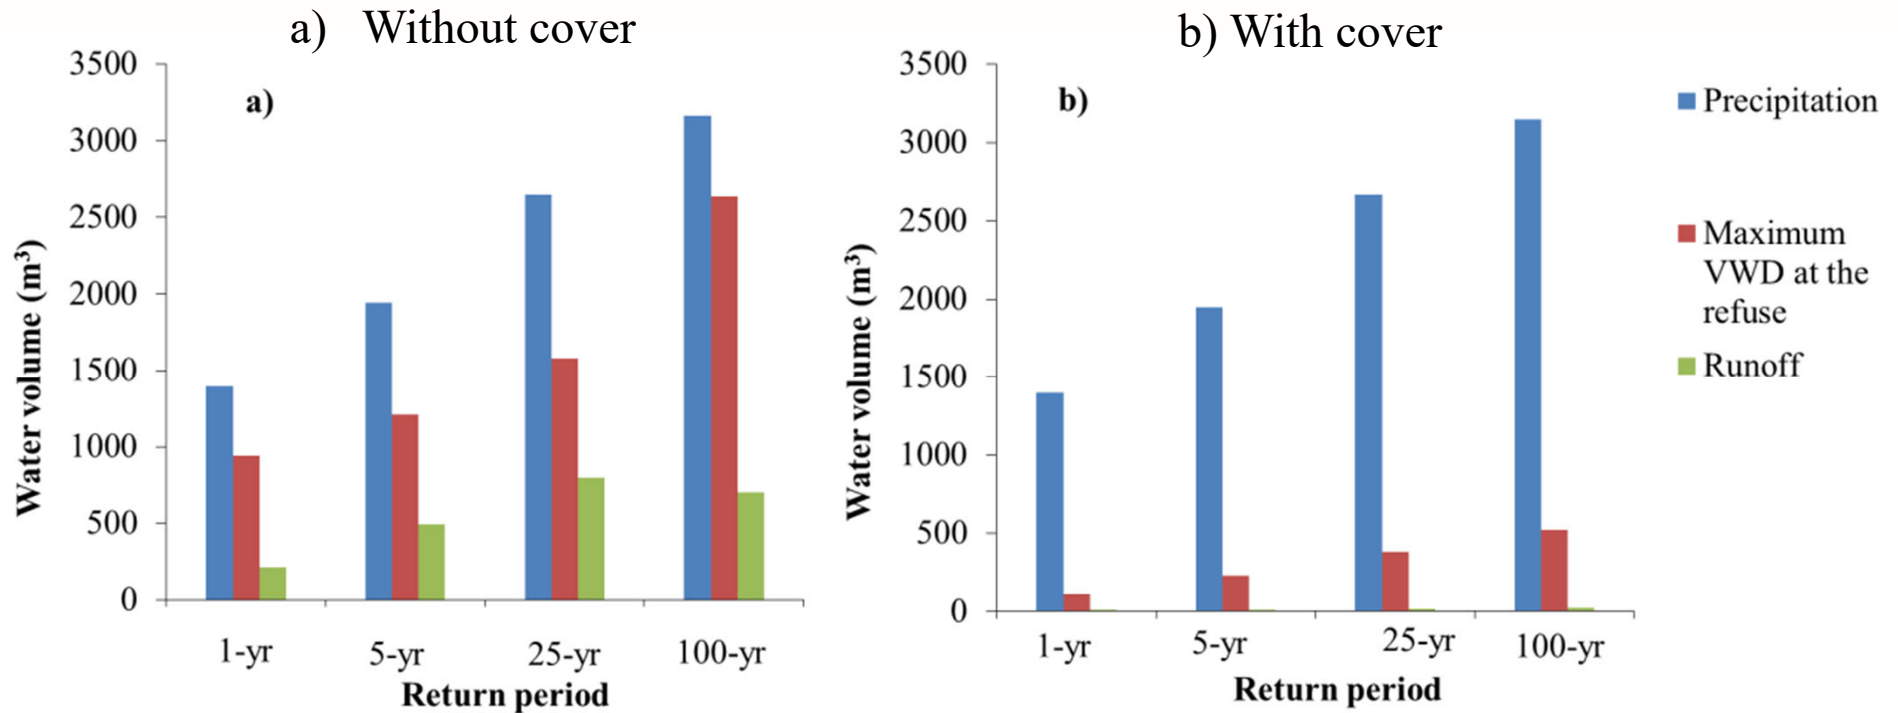 a) Without cover
b) With cover
a)
3500
3000
2500
2000
1500
1000
500
0
Water volume (m³)
1-yr 5-yr 25-yr 100-yr
Return period
b)
3500
3000
2500
2000
1500
1000
500
0
Water volume (m³)
1-yr 5-yr 25-yr 100-yr
Return period
Precipitation
Maximum
VWD at the
refuse
Runoff